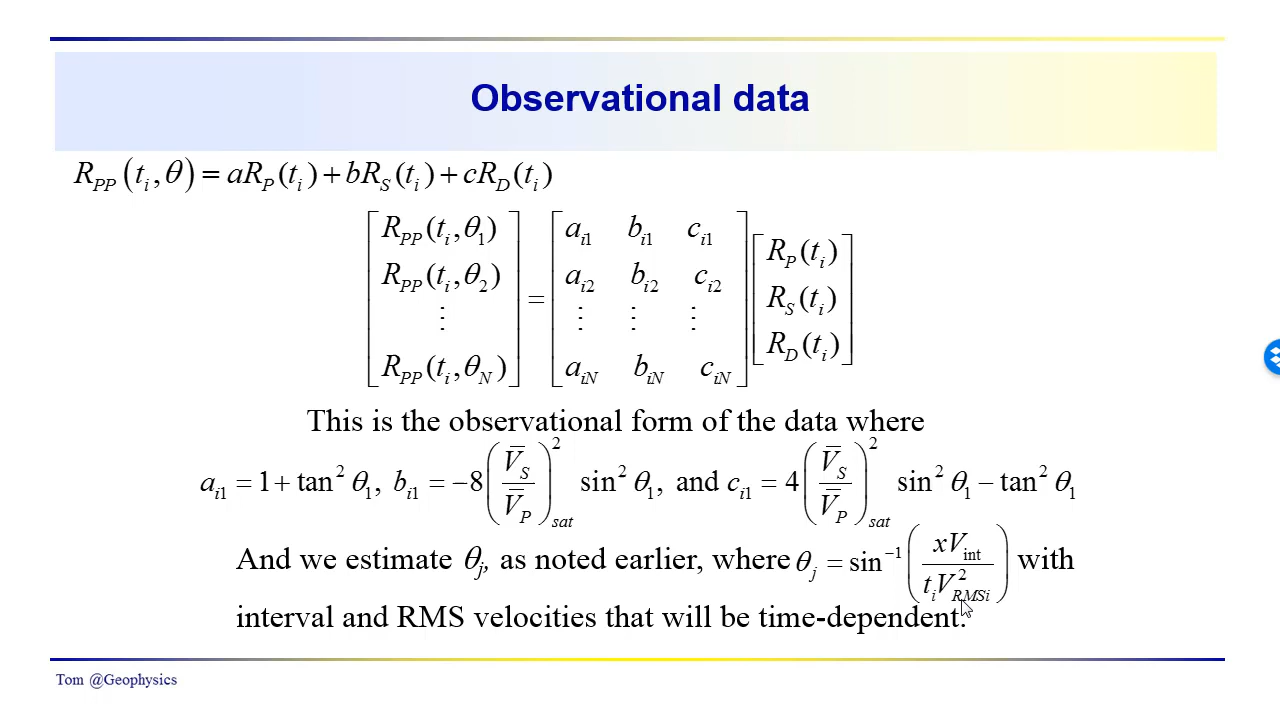 Observational data
R_PP(t_i, θ) = aR_P(t_i) + bR_S(t_i) + cR_D(t_i)
[R_PP(t_i, θ_1)] = [a_i1 b_i1 c_i1] [R_P(t_i)]
[R_PP(t_i, θ_2)] [a_i2 b_i2 c_i2] [R_S(t_i)]
⋮ ⋮ ⋮ ⋮
[R_PP(t_i, θ_N)] [a_iN b_iN c_iN] [R_D(t_i)]
This is the observational form of the data where
a_i1 = 1 + tan² θ_1, b_i1 = −8(V̅_S/V̅_P)²_sat sin² θ_1, and c_i1 = 4(V̅_S/V̅_P)²_sat sin² θ_1 − tan² θ_1
And we estimate θ_j, as noted earlier, where θ_j = sin⁻¹(xV_int / t_i V²_RMSi) with
interval and RMS velocities that will be time-dependent.
Tom @Geophysics